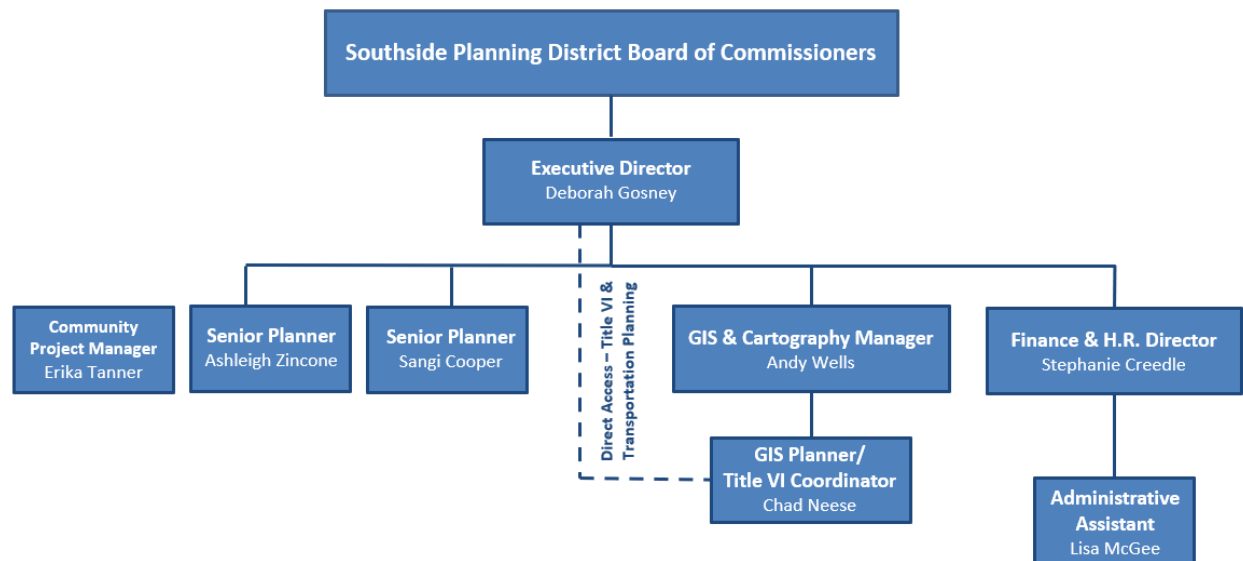 Southside Planning District Board of Commissioners
Executive Director
Deborah Gosney
Community
Project Manager
Erika Tanner
Senior Planner
Ashleigh Zincone
Senior Planner
Sangi Cooper
Direct Access – Title VI &
Transportation Planning
GIS & Cartography Manager
Andy Wells
Finance & H.R. Director
Stephanie Creedle
GIS Planner/
Title VI Coordinator
Chad Neese
Administrative
Assistant
Lisa McGee